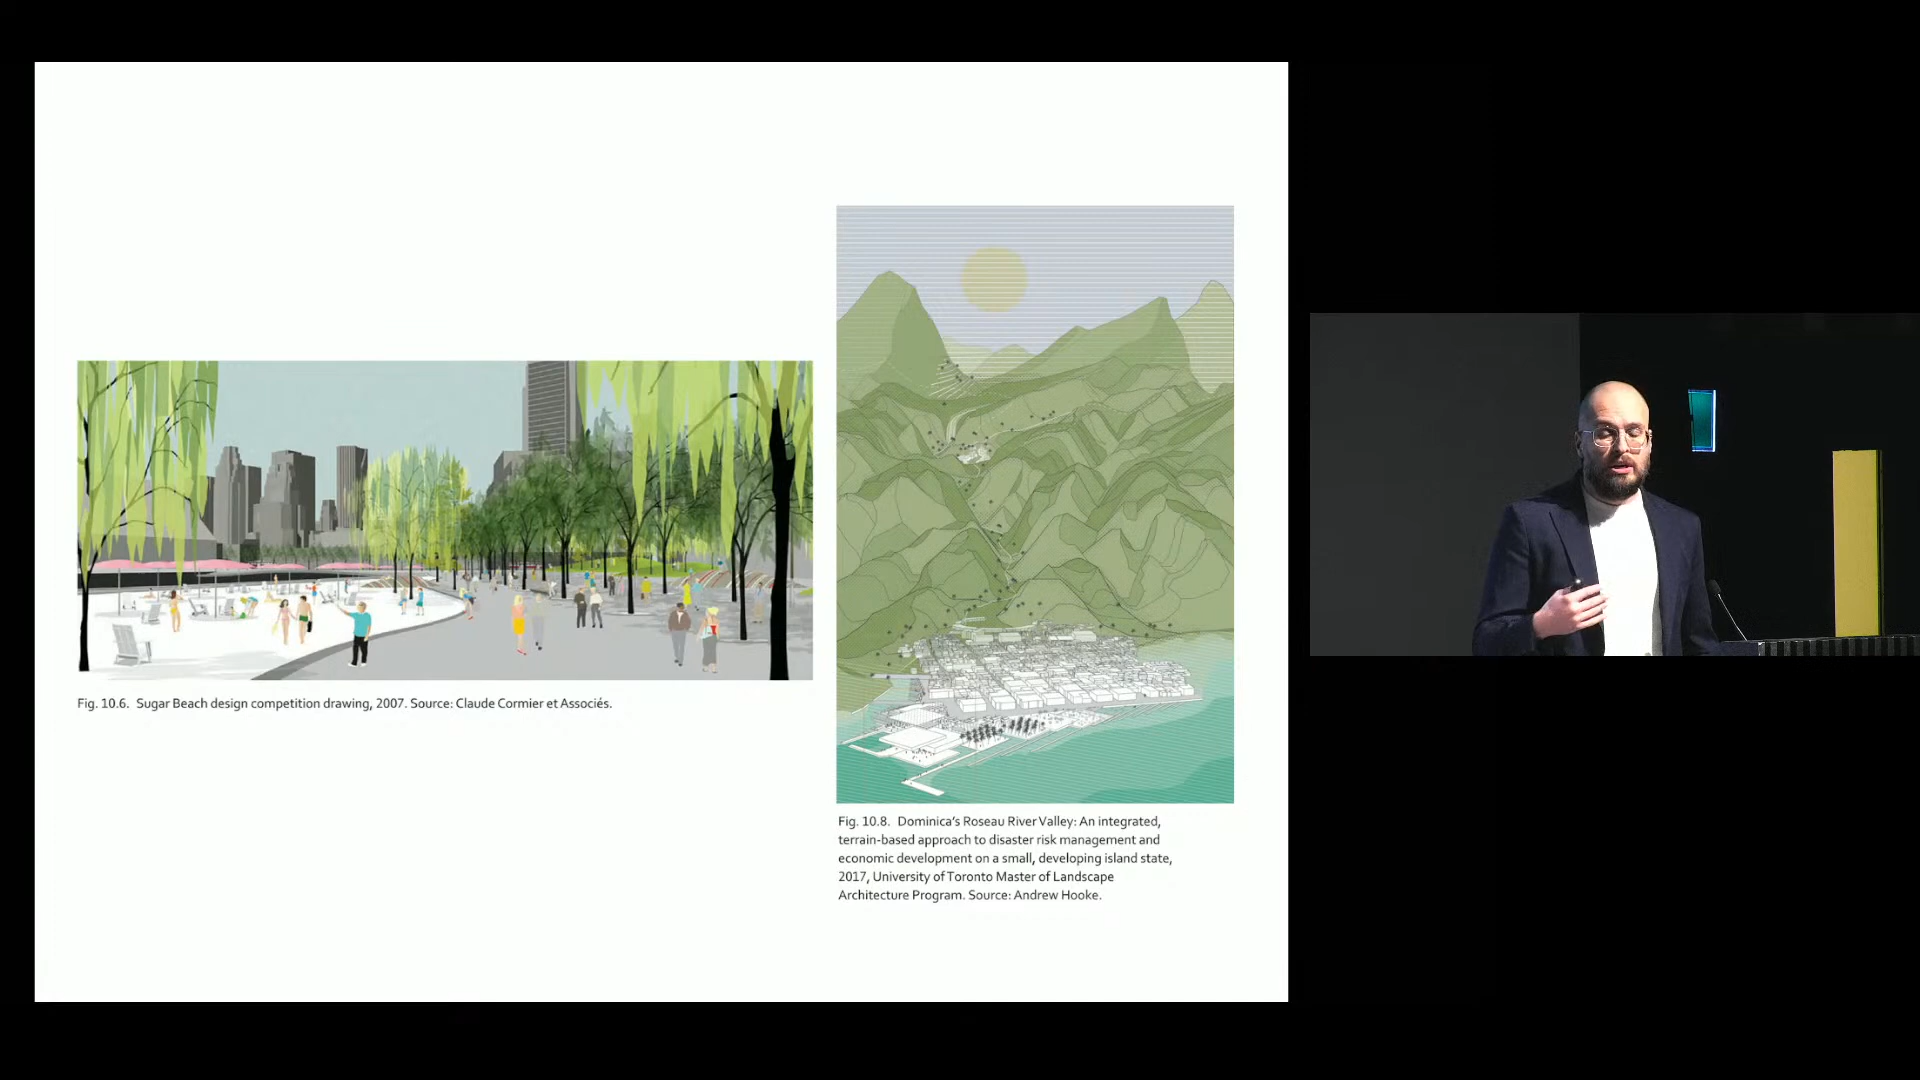 Fig. 10.6. Sugar Beach design competition drawing, 2007. Source: Claude Cormier et Associés.
Fig. 10.8. Dominica's Roseau River Valley: An integrated,
terrain-based approach to disaster risk management and
economic development on a small, developing island state,
2017, University of Toronto Master of Landscape
Architecture Program. Source: Andrew Hooke.